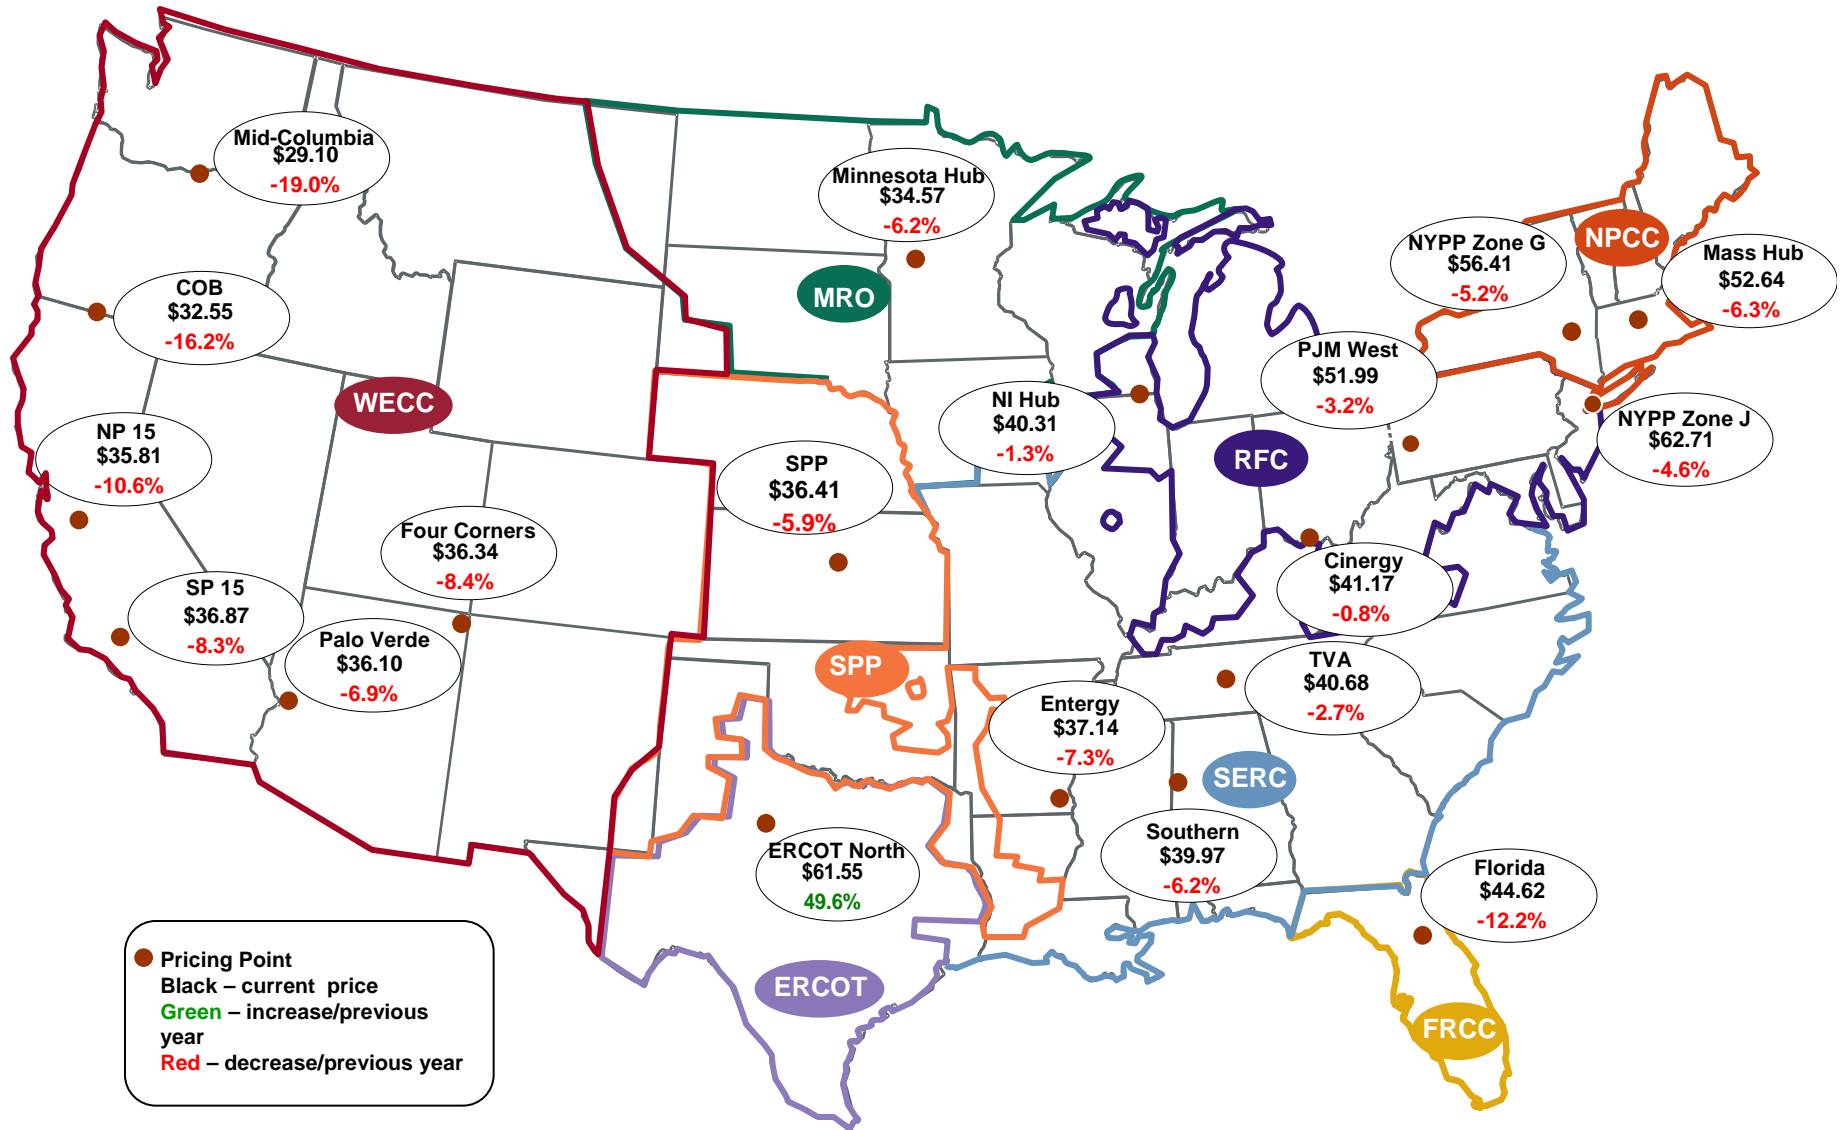 Mid-Columbia
$29.10
-19.0%
Minnesota Hub
$34.57
-6.2%
NYPP Zone G
$56.41
-5.2%
NPCC
Mass Hub
$52.64
-6.3%
COB
$32.55
-16.2%
MRO
PJM West
$51.99
-3.2%
WECC
NI Hub
$40.31
-1.3%
NYPP Zone J
$62.71
-4.6%
NP 15
$35.81
-10.6%
SPP
$36.41
-5.9%
RFC
Four Corners
$36.34
-8.4%
Cinergy
$41.17
-0.8%
SP 15
$36.87
-8.3%
Palo Verde
$36.10
-6.9%
SPP
TVA
$40.68
-2.7%
Entergy
$37.14
-7.3%
SERC
Southern
$39.97
-6.2%
ERCOT North
$61.55
49.6%
Florida
$44.62
-12.2%
ERCOT
FRCC
Pricing Point
Black – current price
Green – increase/previous
year
Red – decrease/previous year